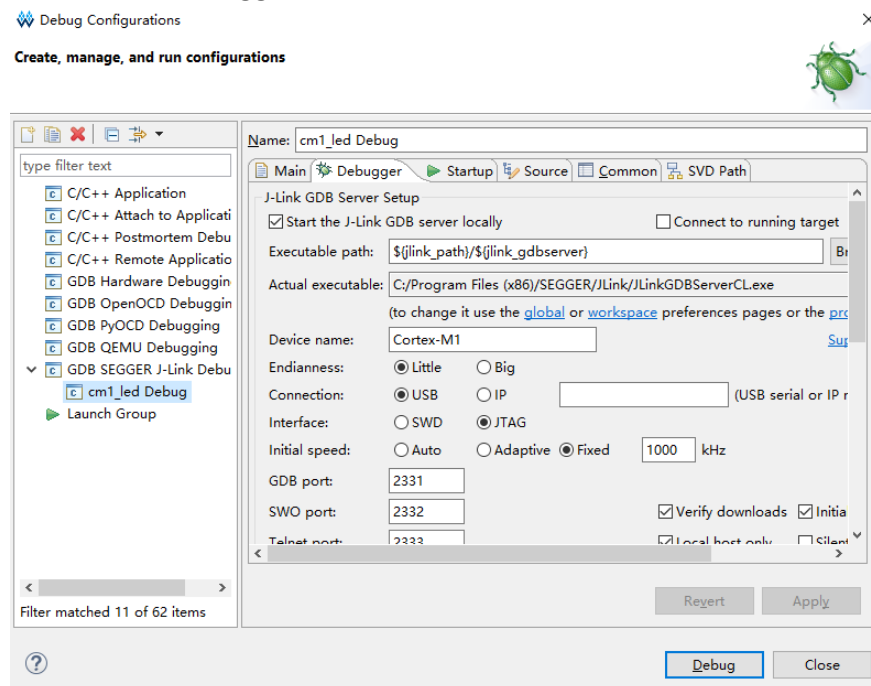 Debug Configurations
Create, manage, and run configurations
type filter text
C/C++ Application
C/C++ Attach to Applicati
C/C++ Postmortem Debu
C/C++ Remote Applicatio
GDB Hardware Debuggin
GDB OpenOCD Debuggin
GDB PyOCD Debugging
GDB QEMU Debugging
GDB SEGGER J-Link Debu
cm1_led Debug
Launch Group
Filter matched 11 of 62 items
Name: cm1_led Debug
Main Debugger Startup Source Common SVD Path
J-Link GDB Server Setup
Start the J-Link GDB server locally Connect to running target
Executable path: ${jlink_path}/${jlink_gdbserver} Br
Actual executable: C:/Program Files (x86)/SEGGER/JLink/JLinkGDBServerCL.exe
(to change it use the global or workspace preferences pages or the pro
Device name: Cortex-M1 Sup
Endianness: Little Big
Connection: USB IP (USB serial or IP n
Interface: SWD JTAG
Initial speed: Auto Adaptive Fixed 1000 kHz
GDB port: 2331
SWO port: 2332 Verify downloads Initia
Telnet port: 2333 Local host only Silent
Revert Apply
Debug Close